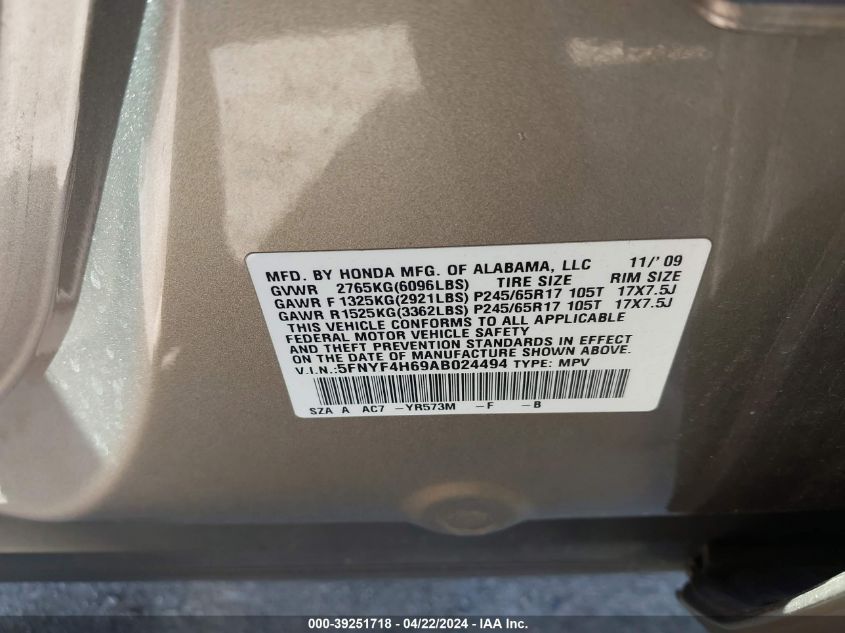 MFD. BY HONDA MFG. OF ALABAMA, LLC 11/'09
GVWR 2765KG(6096LBS) TIRE SIZE RIM SIZE
GAWR F 1325KG(2921LBS) P245/65R17 105T 17X7.5J
GAWR R1525KG(3362LBS) P245/65R17 105T 17X7.5J
THIS VEHICLE CONFORMS TO ALL APPLICABLE
FEDERAL MOTOR VEHICLE SAFETY
AND THEFT PREVENTION STANDARDS IN EFFECT
ON THE DATE OF MANUFACTURE SHOWN ABOVE.
V.I.N.:5FNYF4H69AB024494 TYPE: MPV
SZA A AC7 -YR573M -F -B
000-39251718 - 04/22/2024 - IAA Inc.